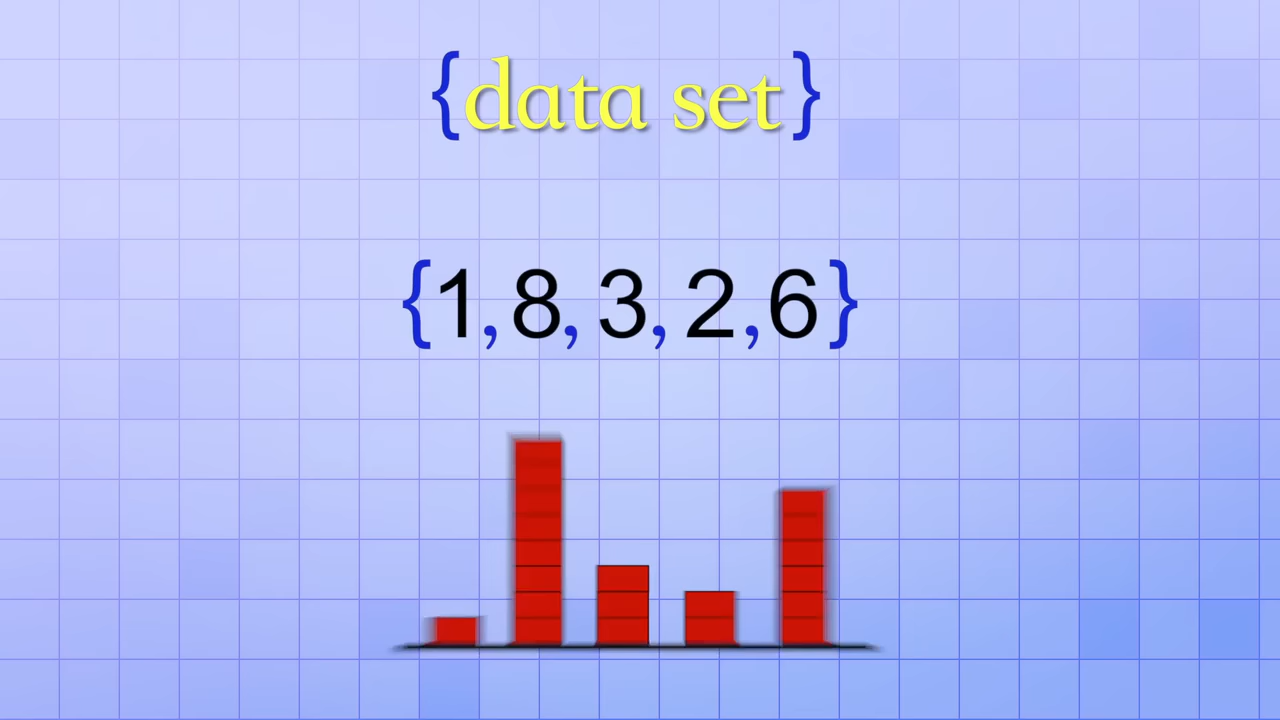 {data set}
{1, 8, 3, 2, 6}